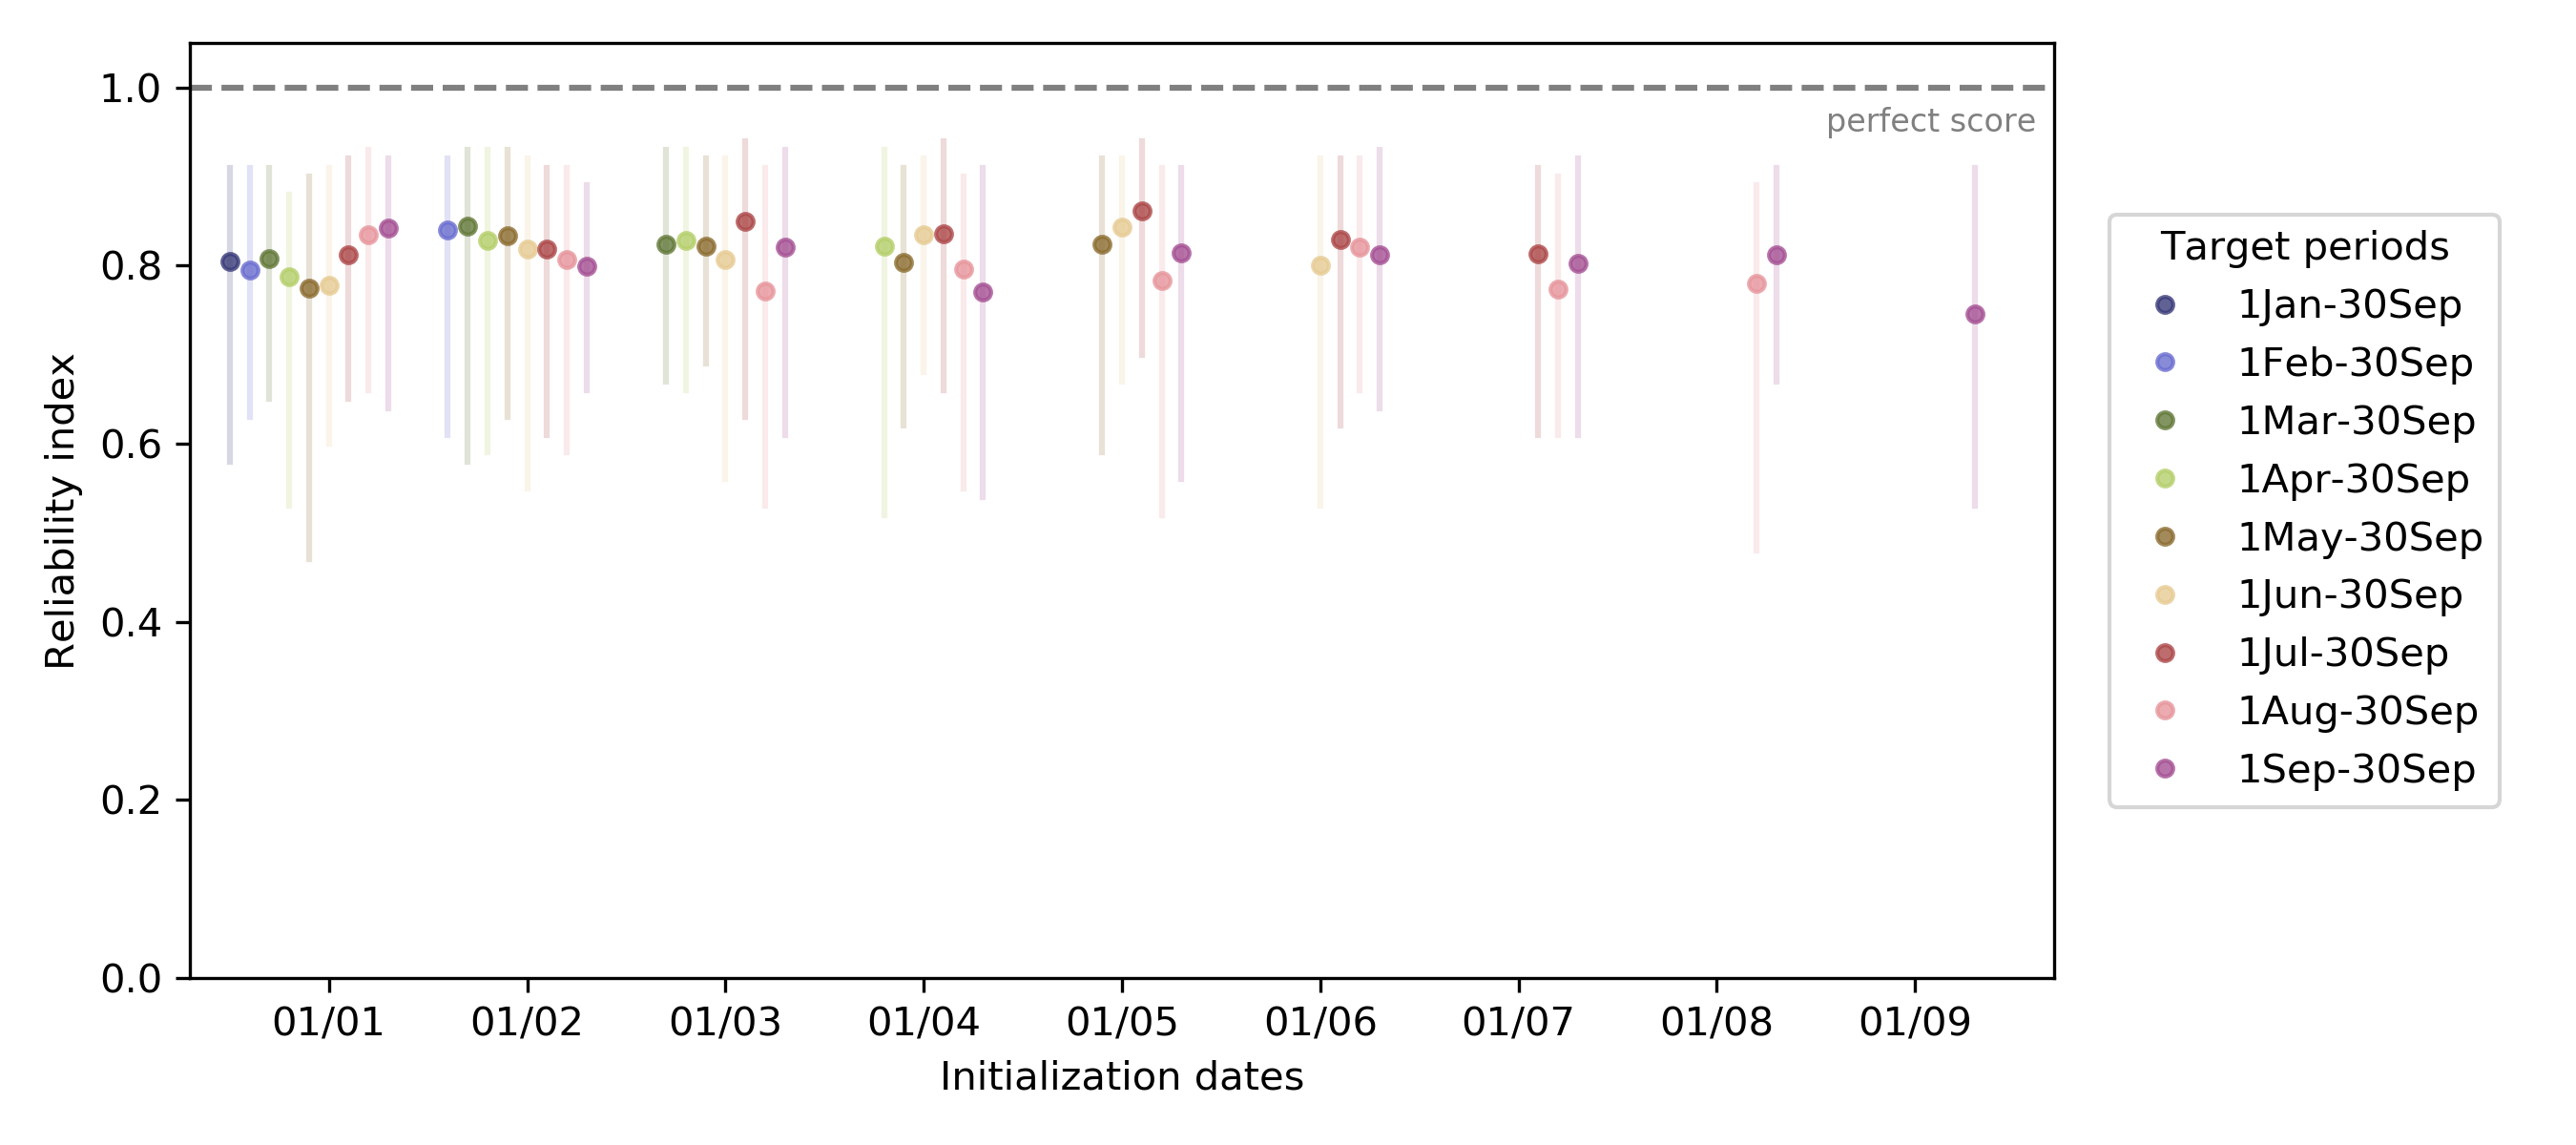 1.0
0.8
0.6
0.4
0.2
0.0
Reliability index
perfect score
01/01
01/02
01/03
01/04
01/05
01/06
01/07
01/08
01/09
Initialization dates
Target periods
1Jan-30Sep
1Feb-30Sep
1Mar-30Sep
1Apr-30Sep
1May-30Sep
1Jun-30Sep
1Jul-30Sep
1Aug-30Sep
1Sep-30Sep